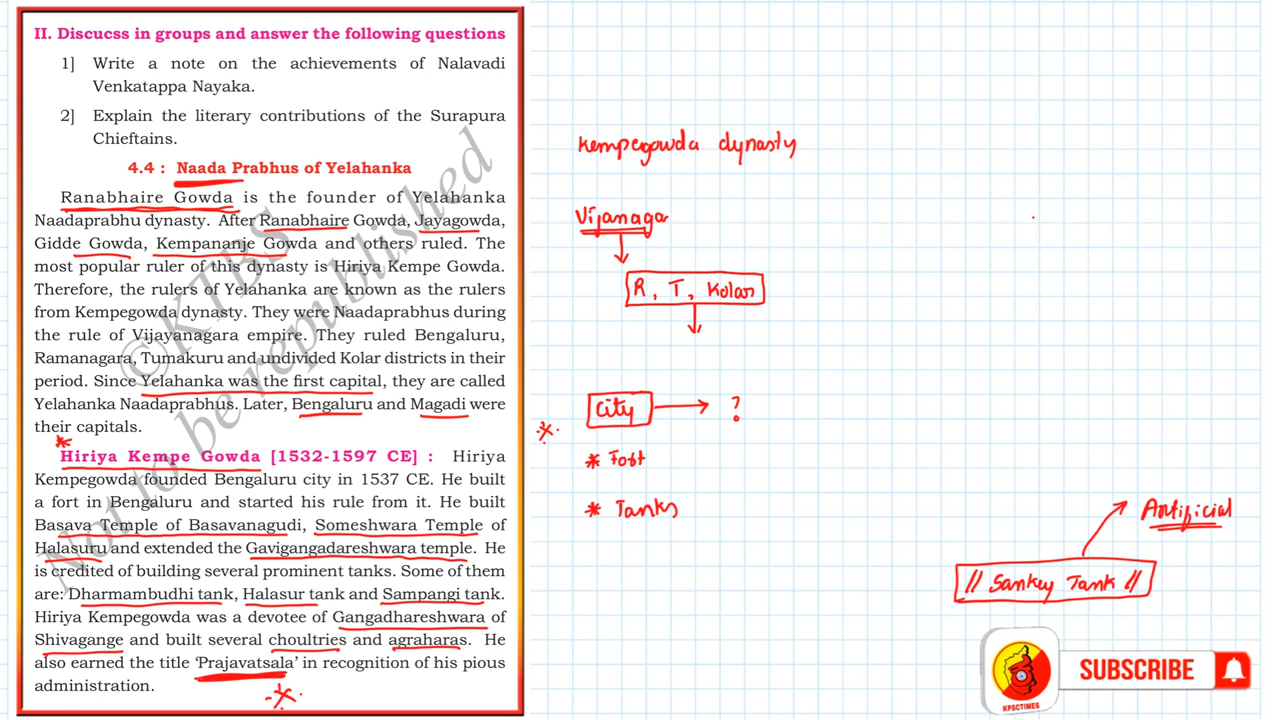 II. Discucss in groups and answer the following questions
1] Write a note on the achievements of Nalavadi
Venkatappa Nayaka.
2] Explain the literary contributions of the Surapura
Chieftains.
4.4 : Naada Prabhus of Yelahanka
Ranabhaire Gowda is the founder of Yelahanka
Naadaprabhu dynasty. After Ranabhaire Gowda, Jayagowda,
Gidde Gowda, Kempananje Gowda and others ruled. The
most popular ruler of this dynasty is Hiriya Kempe Gowda.
Therefore, the rulers of Yelahanka are known as the rulers
from Kempegowda dynasty. They were Naadaprabhus during
the rule of Vijayanagara empire. They ruled Bengaluru,
Ramanagara, Tumakuru and undivided Kolar districts in their
period. Since Yelahanka was the first capital, they are called
Yelahanka Naadaprabhus. Later, Bengaluru and Magadi were
their capitals.
Hiriya Kempe Gowda [1532-1597 CE] : Hiriya
Kempegowda founded Bengaluru city in 1537 CE. He built
a fort in Bengaluru and started his rule from it. He built
Basava Temple of Basavanagudi, Someshwara Temple of
Halasuru and extended the Gavigangadareshwara temple. He
is credited of building several prominent tanks. Some of them
are: Dharmambudhi tank, Halasur tank and Sampangi tank.
Hiriya Kempegowda was a devotee of Gangadhareshwara of
Shivagange and built several choultries and agraharas. He
also earned the title ‘Prajavatsala’ in recognition of his pious
administration.
©KTBS
Not to be republished
Kempegowda dynasty
Vijanagar
R, T, Kolar
City ?
* Fort
* Tanks
Artificial
// Sankey Tank //
KPSCTIMES
SUBSCRIBE